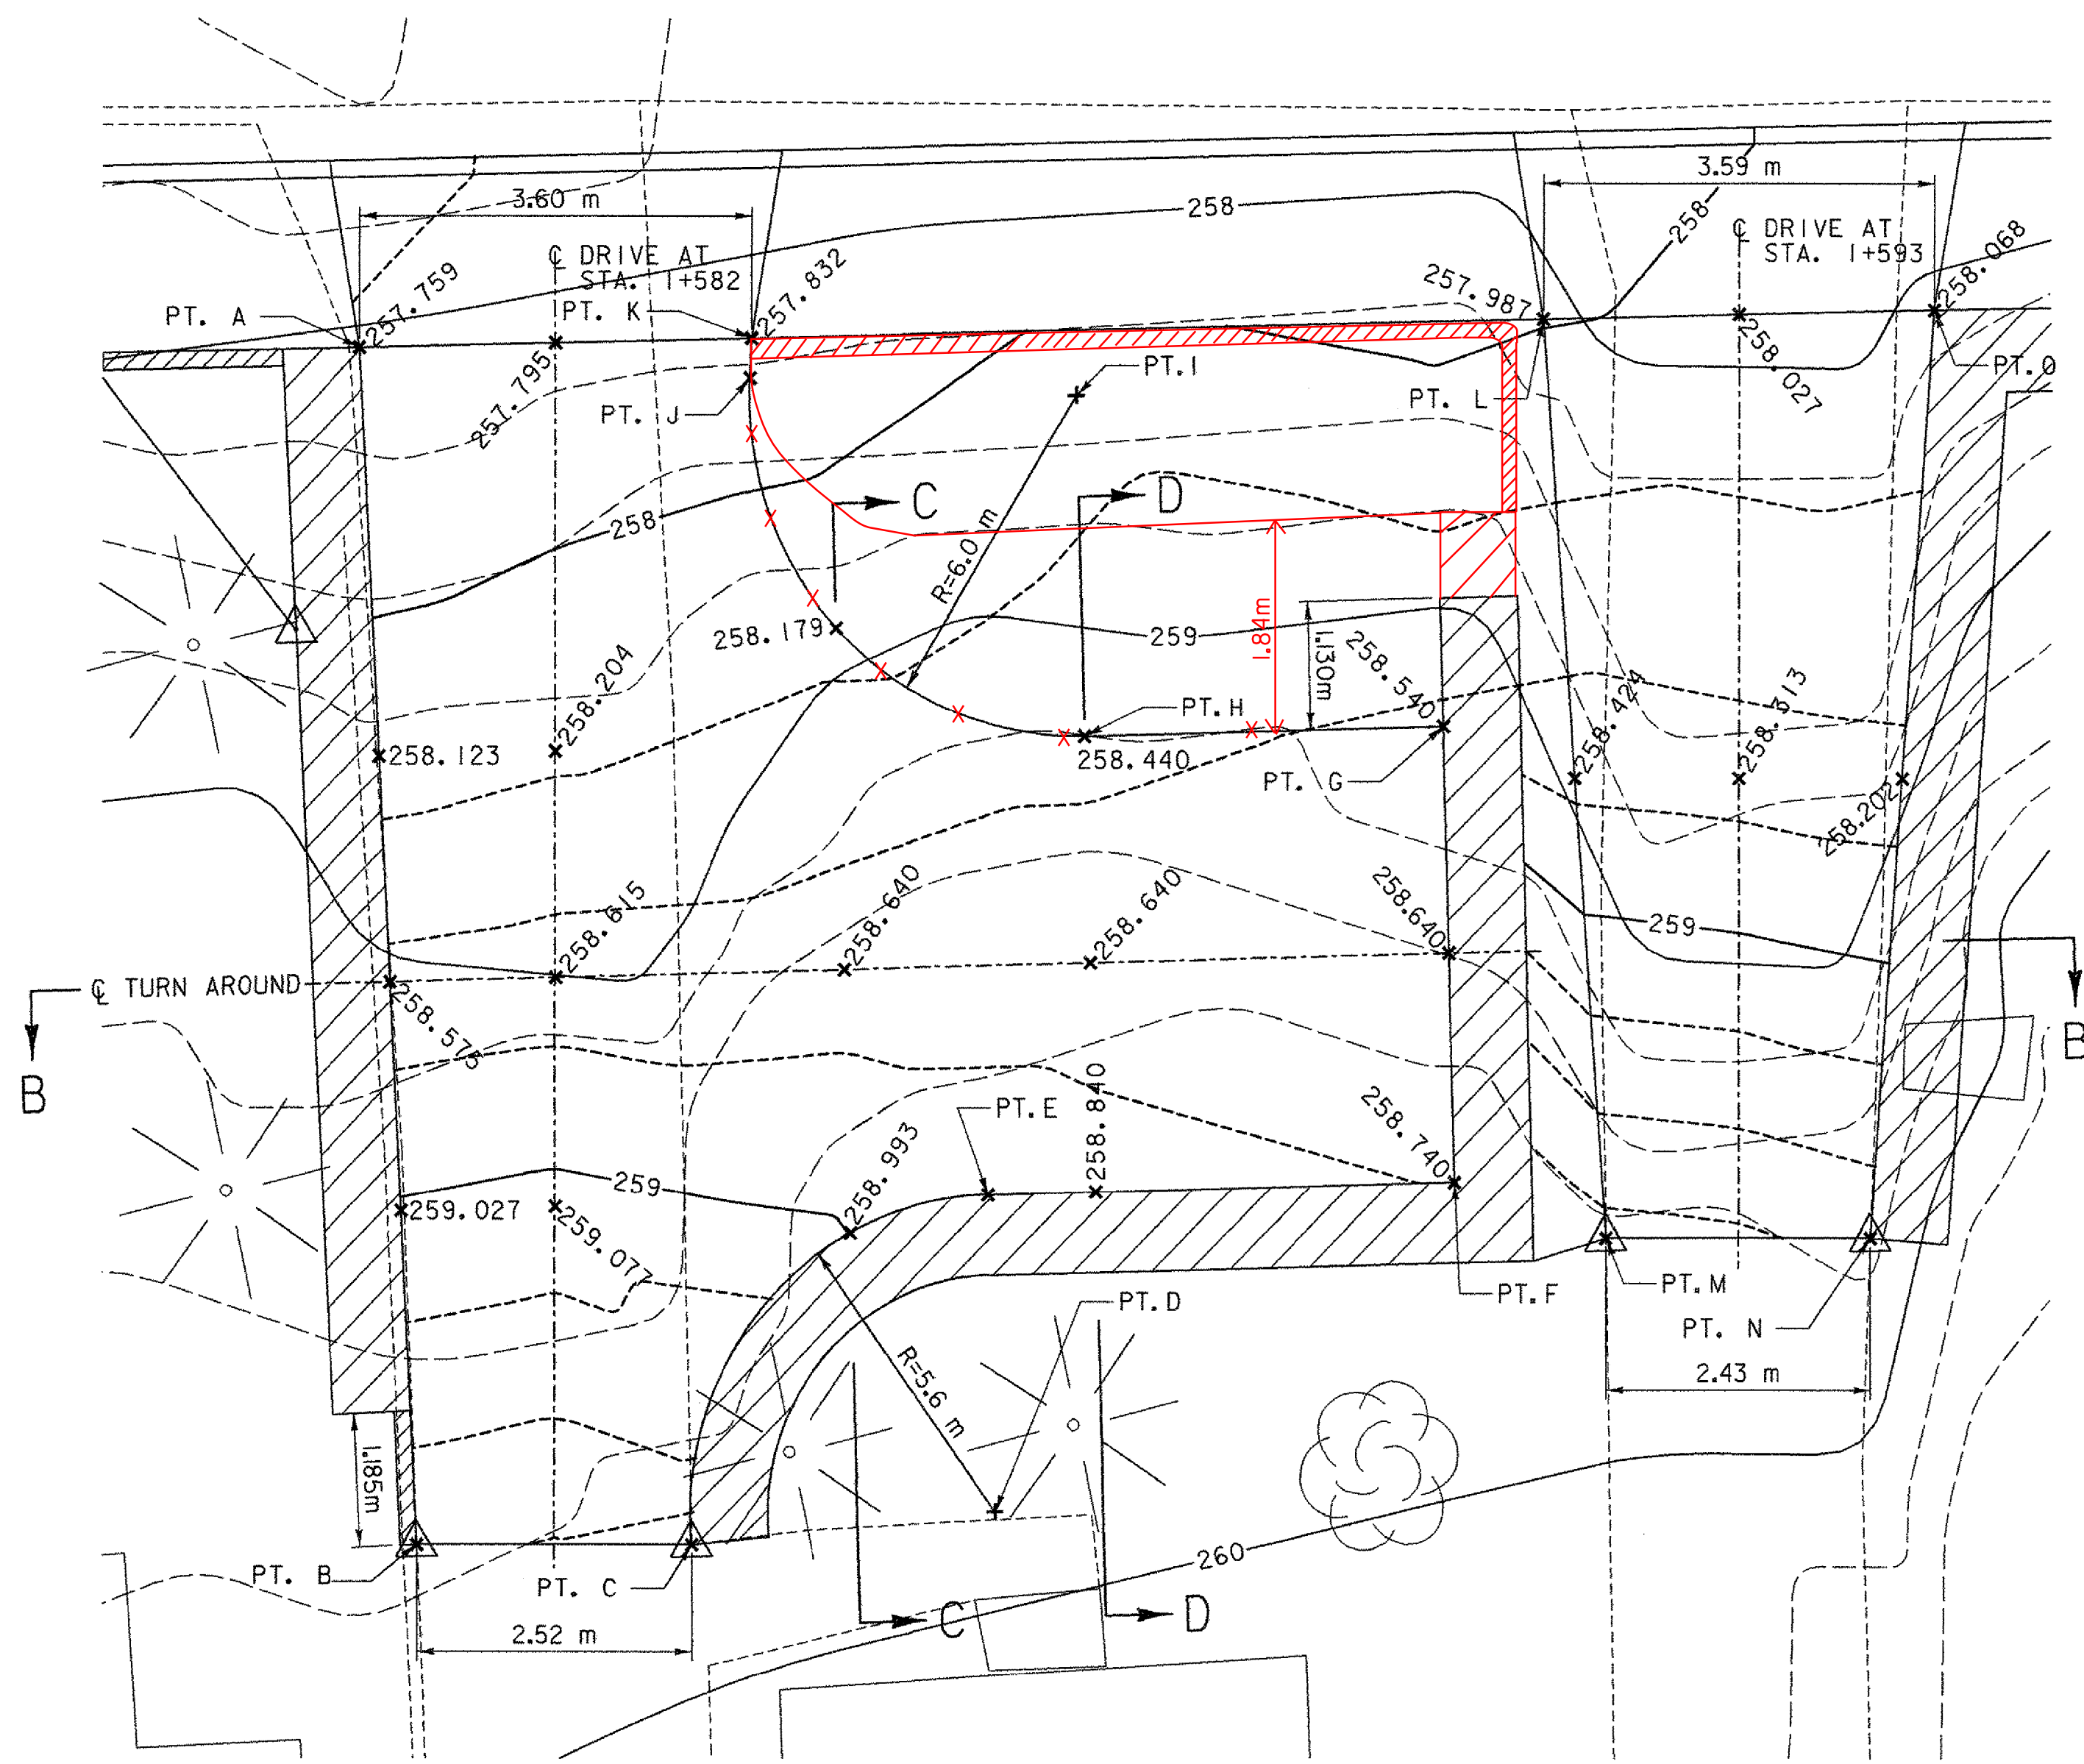 3.59 m
3.60 m
258
258
℄ DRIVE AT
STA. 1+582
℄ DRIVE AT
STA. 1+593
258.068
257.759
257.832
257.987
PT. A
PT. K
PT.I
PT.O
257.795
258.027
PT. J
PT. L
C
D
258
R=6.0 m
258.179
259
1.84m
1.130m
258.540
258.204
258.424
258.313
PT.H
258.123
258.440
PT. G
258.202
258.615
258.640
258.640
258.640
259
℄ TURN AROUND
258.575
B
B
PT.E
258.840
258.740
258.993
259
259.027
259.077
PT.D
PT.F
PT.M
PT. N
R=5.6 m
2.43 m
1.185m
260
PT. B
PT. C
C
D
2.52 m